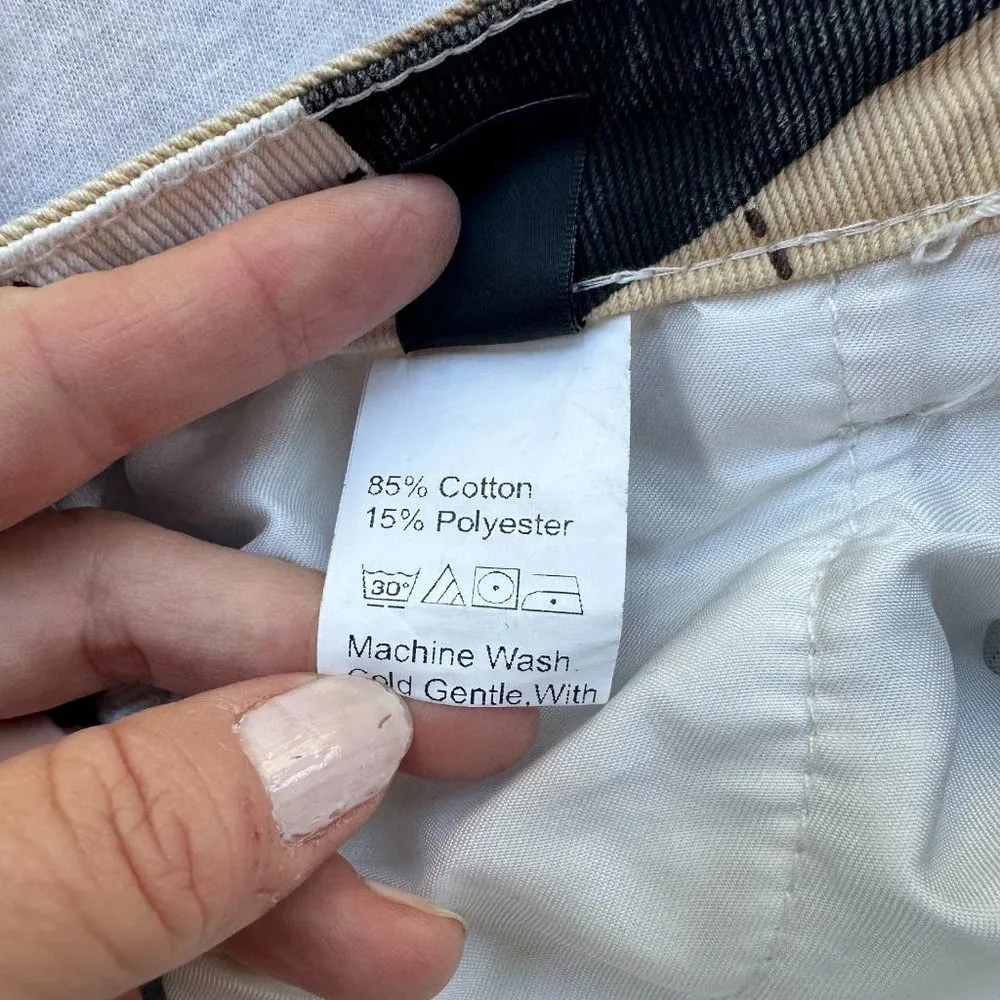 85% Cotton
15% Polyester
30°
Machine Wash.
Cold Gentle,With